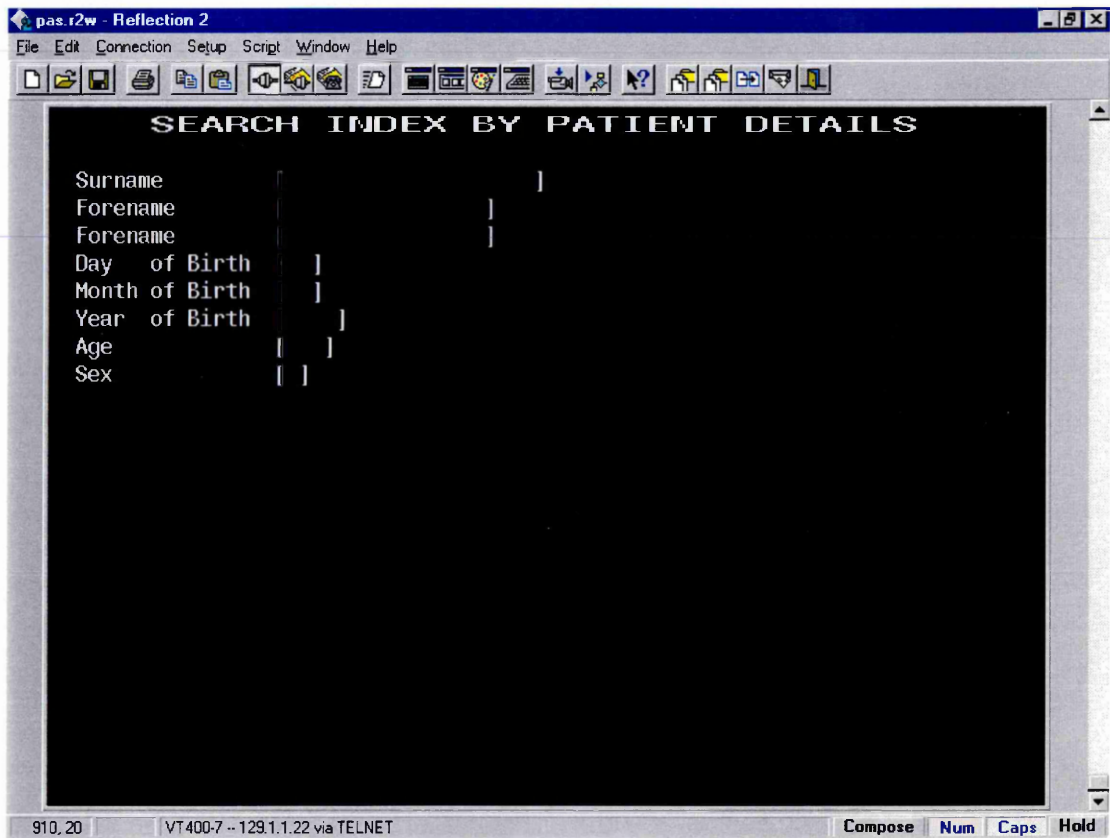 pas.r2w - Reflection 2
File Edit Connection Setup Script Window Help
SEARCH INDEX BY PATIENT DETAILS
Surname [ ]
Forename [ ]
Forename [ ]
Day of Birth [ ]
Month of Birth [ ]
Year of Birth [ ]
Age [ ]
Sex [ ]
910, 20 VT400-7 -- 129.1.1.22 via TELNET Compose Num Caps Hold